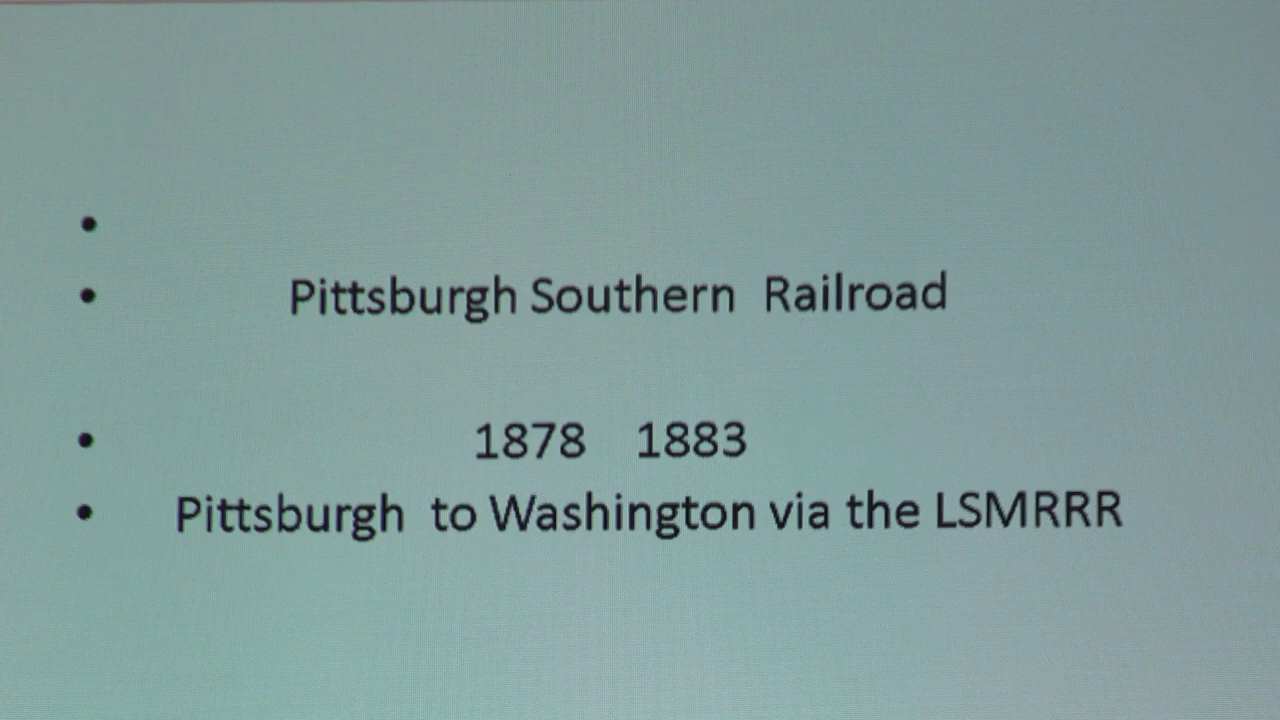 •
• Pittsburgh Southern Railroad
• 1878 1883
• Pittsburgh to Washington via the LSMRRR